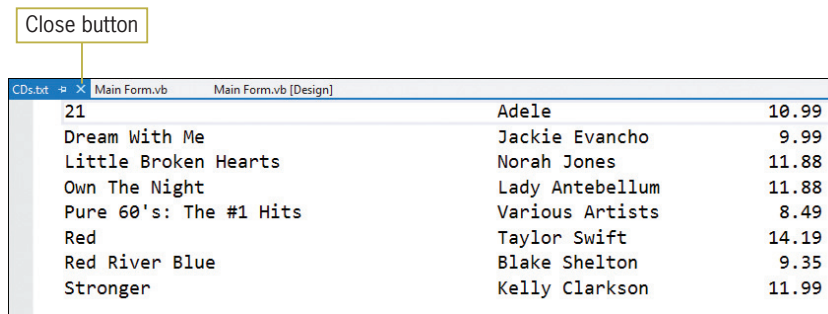 Close button
CDs.txt Main Form.vb Main Form.vb [Design]
21 Adele 10.99
Dream With Me Jackie Evancho 9.99
Little Broken Hearts Norah Jones 11.88
Own The Night Lady Antebellum 11.88
Pure 60's: The #1 Hits Various Artists 8.49
Red Taylor Swift 14.19
Red River Blue Blake Shelton 9.35
Stronger Kelly Clarkson 11.99